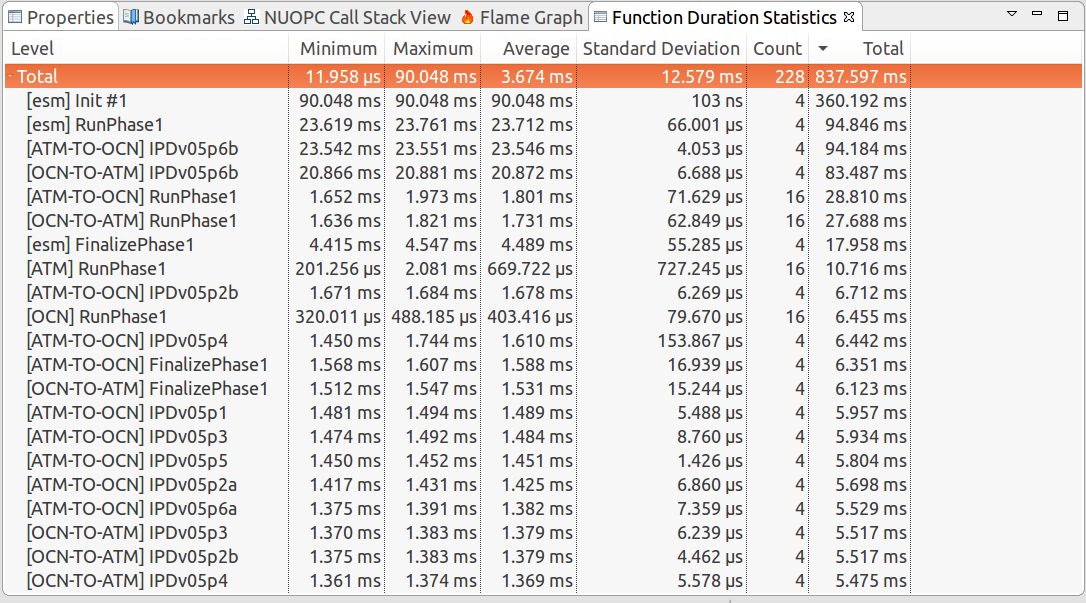 Properties Bookmarks NUOPC Call Stack View Flame Graph Function Duration Statistics
Level Minimum Maximum Average Standard Deviation Count Total
Total 11.958 µs 90.048 ms 3.674 ms 12.579 ms 228 837.597 ms
[esm] Init #1 90.048 ms 90.048 ms 90.048 ms 103 ns 4 360.192 ms
[esm] RunPhase1 23.619 ms 23.761 ms 23.712 ms 66.001 µs 4 94.846 ms
[ATM-TO-OCN] IPDv05p6b 23.542 ms 23.551 ms 23.546 ms 4.053 µs 4 94.184 ms
[OCN-TO-ATM] IPDv05p6b 20.866 ms 20.881 ms 20.872 ms 6.688 µs 4 83.487 ms
[ATM-TO-OCN] RunPhase1 1.652 ms 1.973 ms 1.801 ms 71.629 µs 16 28.810 ms
[OCN-TO-ATM] RunPhase1 1.636 ms 1.821 ms 1.731 ms 62.849 µs 16 27.688 ms
[esm] FinalizePhase1 4.415 ms 4.547 ms 4.489 ms 55.285 µs 4 17.958 ms
[ATM] RunPhase1 201.256 µs 2.081 ms 669.722 µs 727.245 µs 16 10.716 ms
[ATM-TO-OCN] IPDv05p2b 1.671 ms 1.684 ms 1.678 ms 6.269 µs 4 6.712 ms
[OCN] RunPhase1 320.011 µs 488.185 µs 403.416 µs 79.670 µs 16 6.455 ms
[ATM-TO-OCN] IPDv05p4 1.450 ms 1.744 ms 1.610 ms 153.867 µs 4 6.442 ms
[ATM-TO-OCN] FinalizePhase1 1.568 ms 1.607 ms 1.588 ms 16.939 µs 4 6.351 ms
[OCN-TO-ATM] FinalizePhase1 1.512 ms 1.547 ms 1.531 ms 15.244 µs 4 6.123 ms
[ATM-TO-OCN] IPDv05p1 1.481 ms 1.494 ms 1.489 ms 5.488 µs 4 5.957 ms
[ATM-TO-OCN] IPDv05p3 1.474 ms 1.492 ms 1.484 ms 8.760 µs 4 5.934 ms
[ATM-TO-OCN] IPDv05p5 1.450 ms 1.452 ms 1.451 ms 1.426 µs 4 5.804 ms
[ATM-TO-OCN] IPDv05p2a 1.417 ms 1.431 ms 1.425 ms 6.860 µs 4 5.698 ms
[ATM-TO-OCN] IPDv05p6a 1.375 ms 1.391 ms 1.382 ms 7.359 µs 4 5.529 ms
[OCN-TO-ATM] IPDv05p3 1.370 ms 1.383 ms 1.379 ms 6.239 µs 4 5.517 ms
[OCN-TO-ATM] IPDv05p2b 1.375 ms 1.383 ms 1.379 ms 4.462 µs 4 5.517 ms
[OCN-TO-ATM] IPDv05p4 1.361 ms 1.374 ms 1.369 ms 5.578 µs 4 5.475 ms